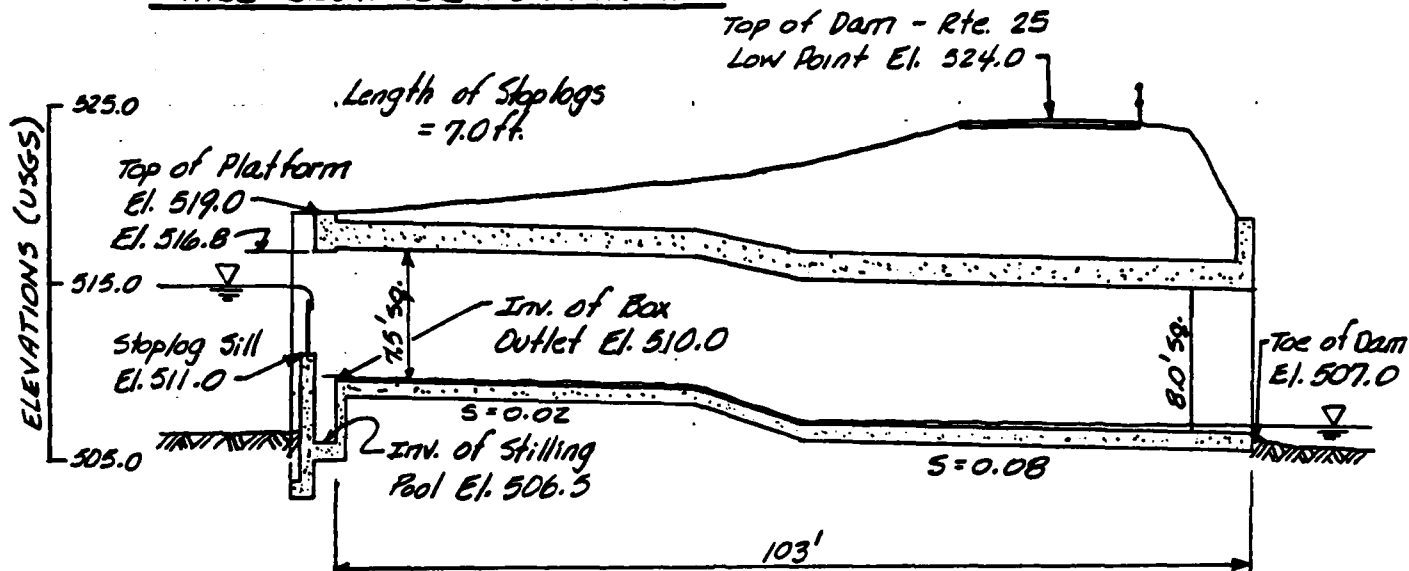 Top of Dam - Rte. 25
Low Point El. 524.0
Length of Stoplogs
= 7.0 ft.
ELEVATIONS (USGS)
525.0
515.0
505.0
Top of Platform
El. 519.0
El. 516.8
Stoplog Sill
El. 511.0
7.5' sq.
Inv. of Box
Outlet El. 510.0
8.0' sq.
Toe of Dam
El. 507.0
S=0.02
Inv. of Stilling
Pool El. 506.5
S=0.08
103'